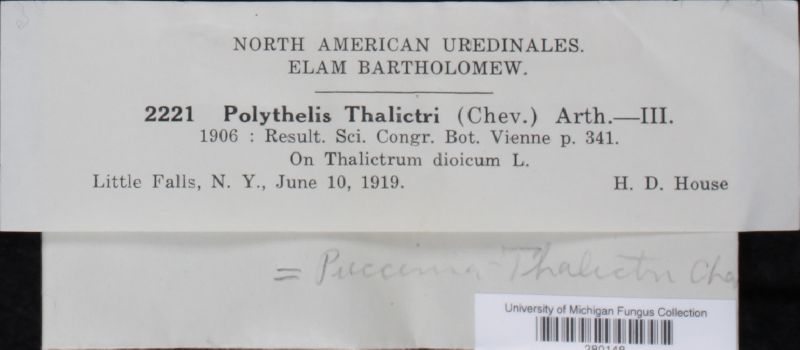 NORTH AMERICAN UREDINALES.
ELAM BARTHOLOMEW.
2221 Polythelis Thalictri (Chev.) Arth.—III.
1906 : Result. Sci. Congr. Bot. Vienne p. 341.
On Thalictrum dioicum L.
Little Falls, N. Y., June 10, 1919. H. D. House
= Puccinia Thalictri Che
University of Michigan Fungus Collection